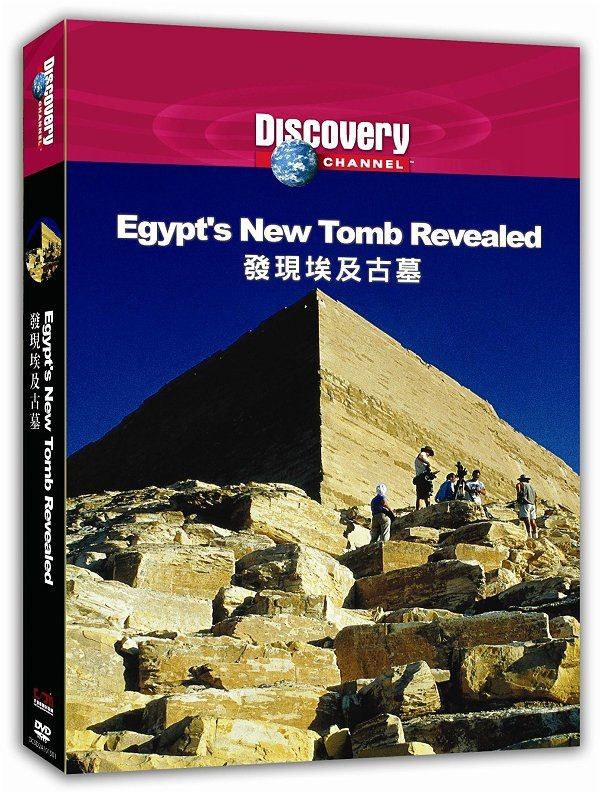 Discovery
CHANNEL
Egypt's New Tomb Revealed
發現埃及古墓
Discovery
CHANNEL
Egypt's New Tomb Revealed
發現埃及古墓
DVD